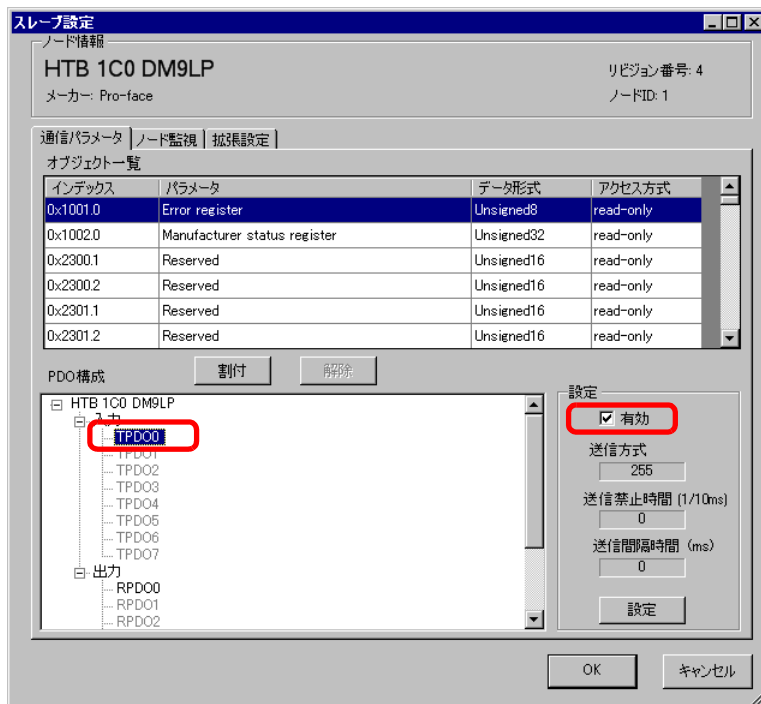 スレーブ設定
ノード情報
HTB 1C0 DM9LP
リビジョン番号: 4
メーカー: Pro-face
ノードID: 1
通信パラメータ ノード監視 拡張設定
オブジェクト一覧
インデックス パラメータ データ形式 アクセス方式
0x1001.0 Error register Unsigned8 read-only
0x1002.0 Manufacturer status register Unsigned32 read-only
0x2300.1 Reserved Unsigned16 read-only
0x2300.2 Reserved Unsigned16 read-only
0x2301.1 Reserved Unsigned16 read-only
0x2301.2 Reserved Unsigned16 read-only
PDO構成 割付 解除
HTB 1C0 DM9LP
入力
TPDO0
TPDO1
TPDO2
TPDO3
TPDO4
TPDO5
TPDO6
TPDO7
出力
RPDO0
RPDO1
RPDO2
設定
有効
送信方式
255
送信禁止時間 (1/10ms)
0
送信間隔時間 (ms)
0
設定
OK キャンセル